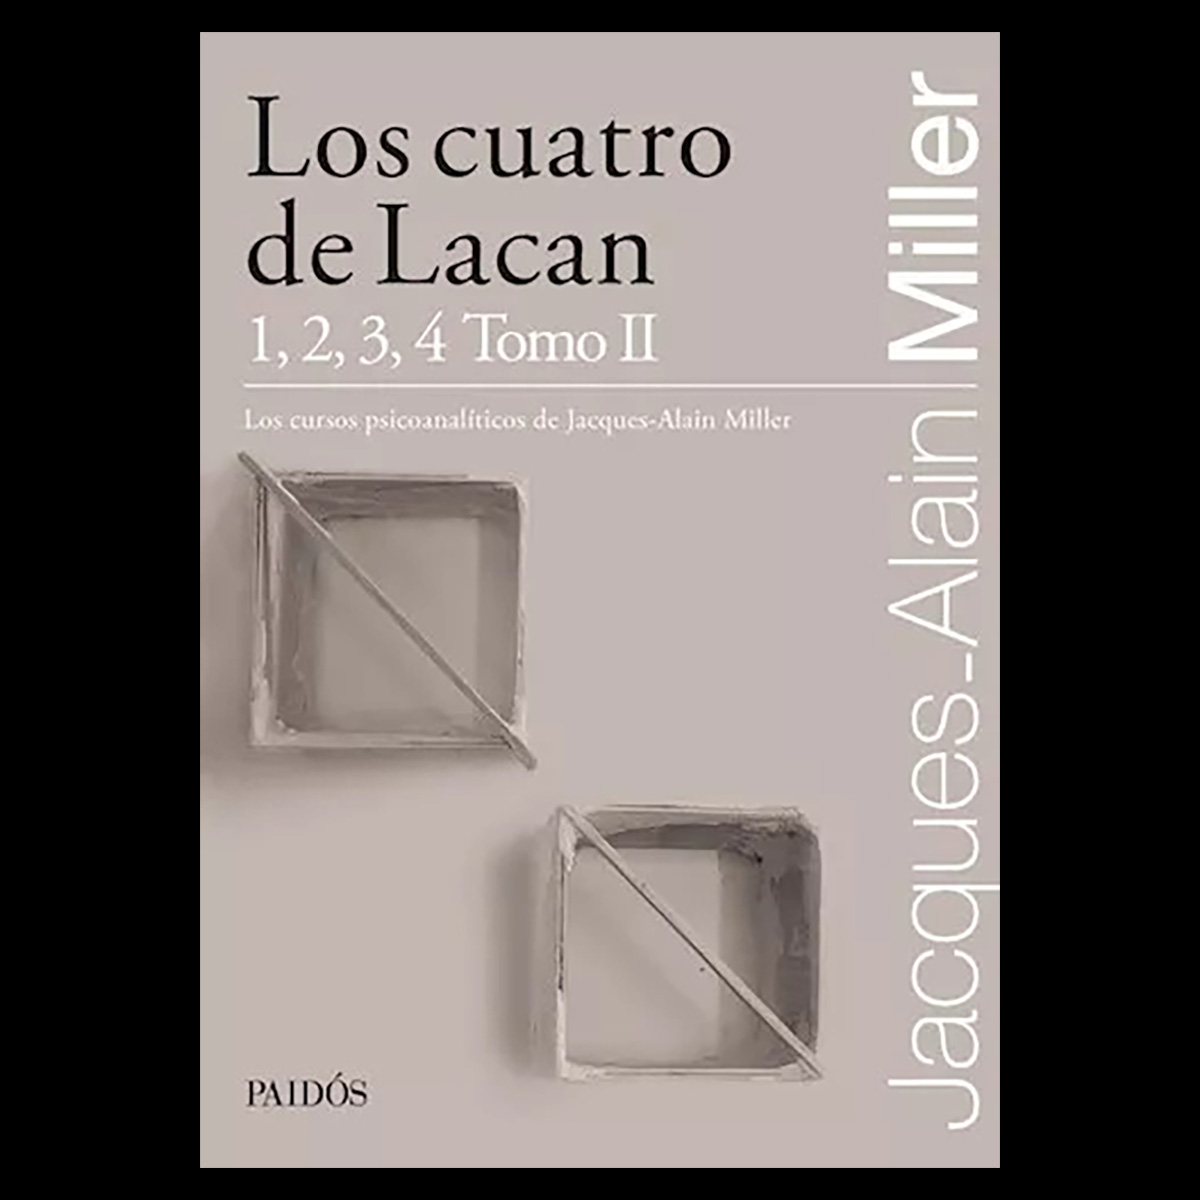 Los cuatro
de Lacan
1, 2, 3, 4 Tomo II
Los cursos psicoanalíticos de Jacques-Alain Miller
Jacques-Alain Miller
PAIDÓS